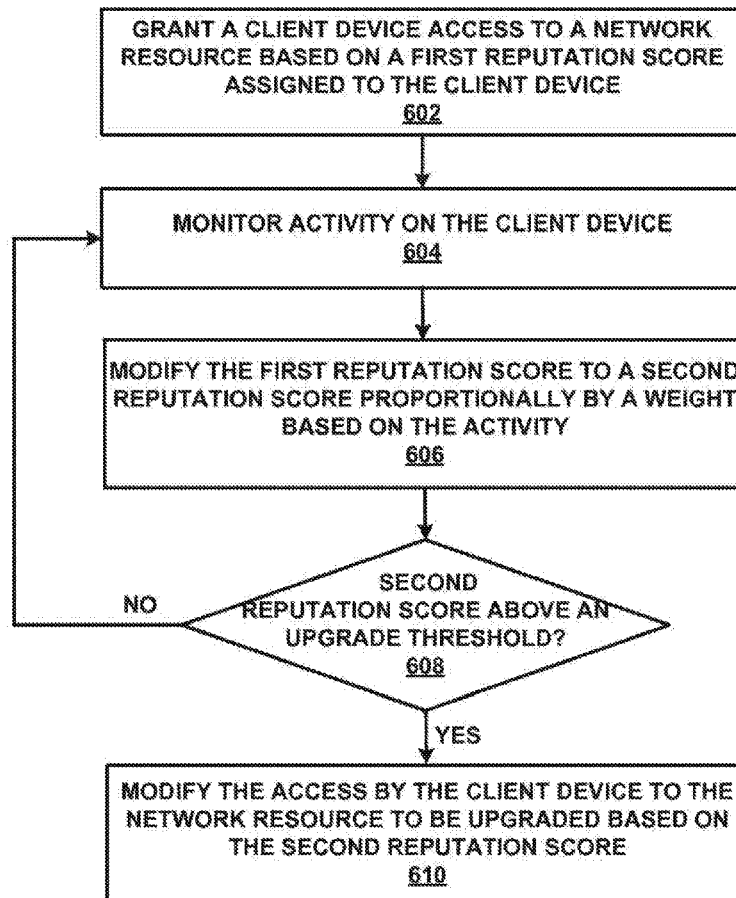 GRANT A CLIENT DEVICE ACCESS TO A NETWORK
RESOURCE BASED ON A FIRST REPUTATION SCORE
ASSIGNED TO THE CLIENT DEVICE
602
MONITOR ACTIVITY ON THE CLIENT DEVICE
604
MODIFY THE FIRST REPUTATION SCORE TO A SECOND
REPUTATION SCORE PROPORTIONALLY BY A WEIGHT
BASED ON THE ACTIVITY
606
SECOND
REPUTATION SCORE ABOVE AN
UPGRADE THRESHOLD?
608
NO
YES
MODIFY THE ACCESS BY THE CLIENT DEVICE TO THE
NETWORK RESOURCE TO BE UPGRADED BASED ON
THE SECOND REPUTATION SCORE
610